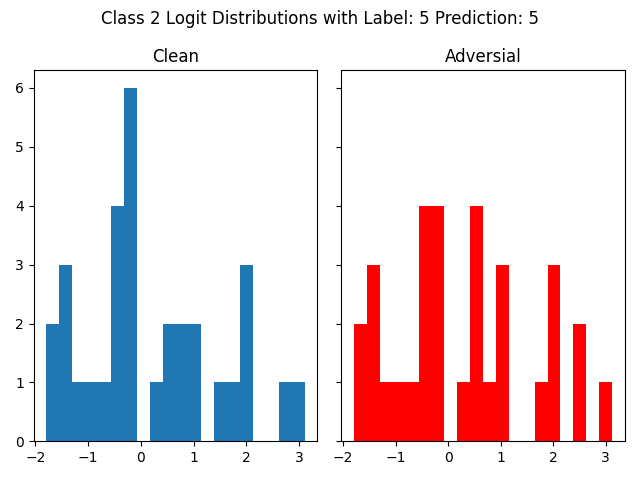 Class 2 Logit Distributions with Label: 5 Prediction: 5
Clean
Adversial
6
5
4
3
2
1
0
−2 −1 0 1 2 3
−2 −1 0 1 2 3